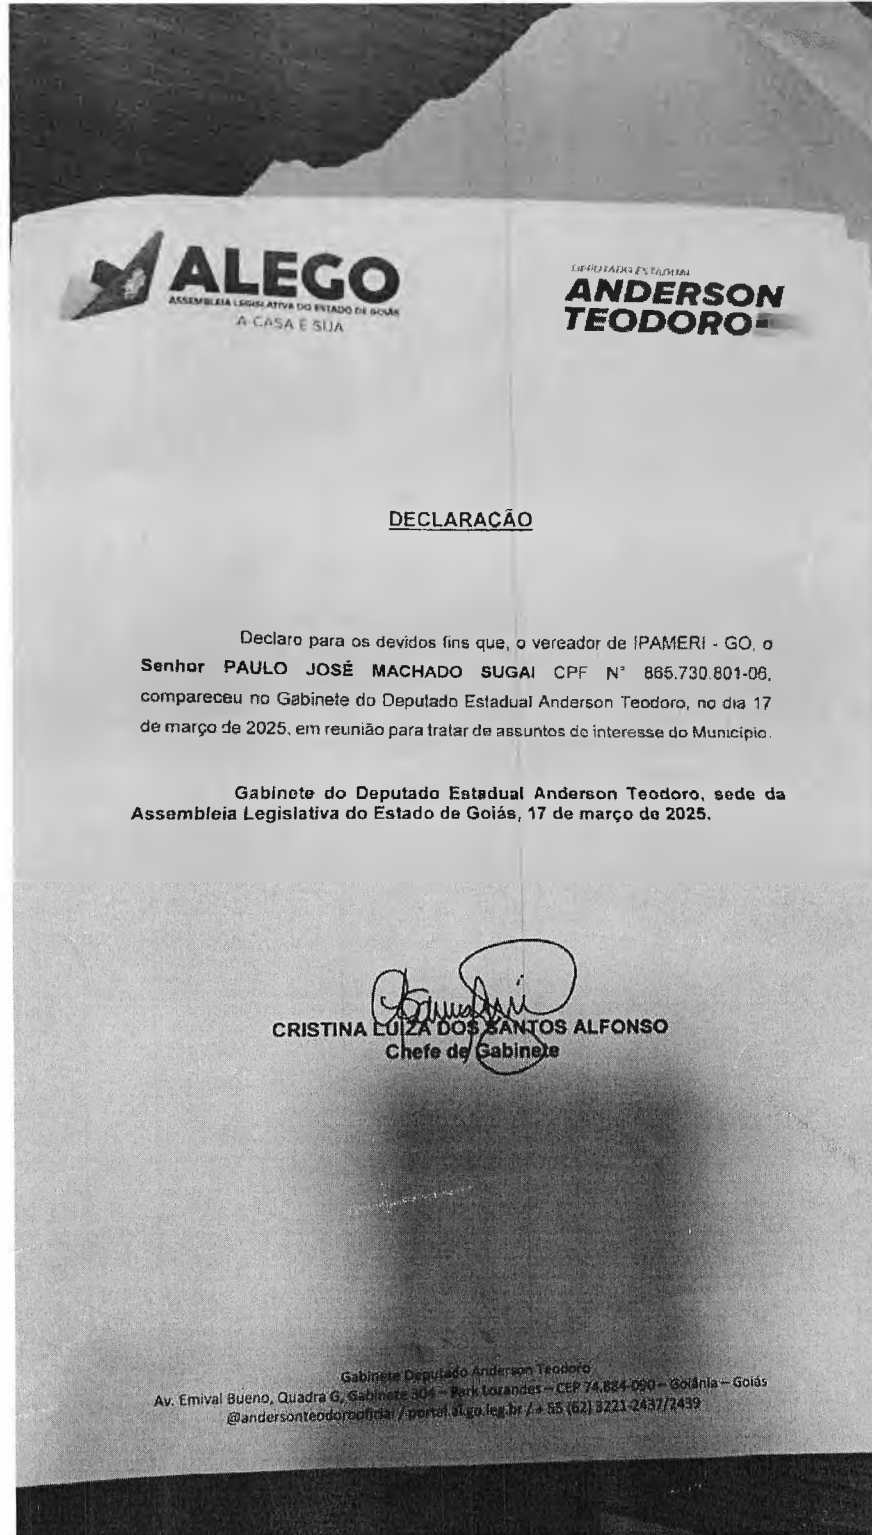 ALEGO
ASSEMBLEIA LEGISLATIVA DO ESTADO DE GOIÁS
A CASA É SUA
DEPUTADO ESTADUAL
ANDERSON
TEODORO
DECLARAÇÃO
Declaro para os devidos fins que, o vereador de IPAMERI - GO, o
Senhor PAULO JOSÉ MACHADO SUGAI CPF N° 865.730.801-06,
compareceu no Gabinete do Deputado Estadual Anderson Teodoro, no dia 17
de março de 2025, em reunião para tratar de assuntos de interesse do Município.
Gabinete do Deputado Estadual Anderson Teodoro, sede da
Assembleia Legislativa do Estado de Goiás, 17 de março de 2025.
CRISTINA LUIZA DOS SANTOS ALFONSO
Chefe de Gabinete
Gabinete Deputado Anderson Teodoro
Av. Emival Bueno, Quadra G, Gabinete 304 – Park Lozandes – CEP 74.884-090 – Goiânia – Goiás
@andersonteodorooficial / portal.al.go.leg.br / + 55 (62) 3221-2437/2439